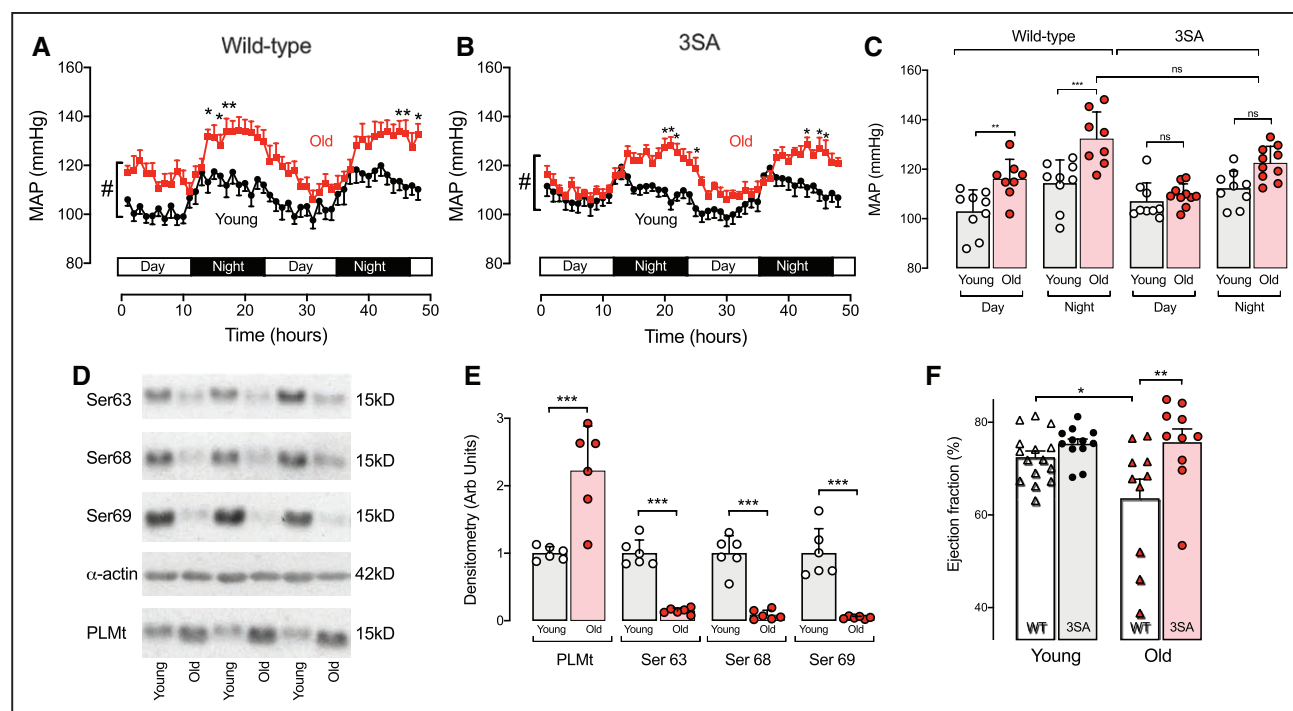 A
Wild-type
160
140
120
100
80
MAP (mmHg)
#
* * **
** *
Old
Young
Day Night Day Night
0 10 20 30 40 50
Time (hours)
B
3SA
160
140
120
100
80
MAP (mmHg)
#
*** *
* **
Old
Young
Day Night Day Night
0 10 20 30 40 50
Time (hours)
C
Wild-type 3SA
ns
*** ns
** ns
160
140
120
100
80
MAP (mmHg)
Young Old Young Old Young Old Young Old
Day Night Day Night
D
Ser63 15kD
Ser68 15kD
Ser69 15kD
α-actin 42kD
PLMt 15kD
Young Old Young Old Young Old
E
3
2
1
0
Densitometry (Arb Units)
*** *** *** ***
Young Old Young Old Young Old Young Old
PLMt Ser 63 Ser 68 Ser 69
F
* **
80
60
40
Ejection fraction (%)
WT 3SA WT 3SA
Young Old